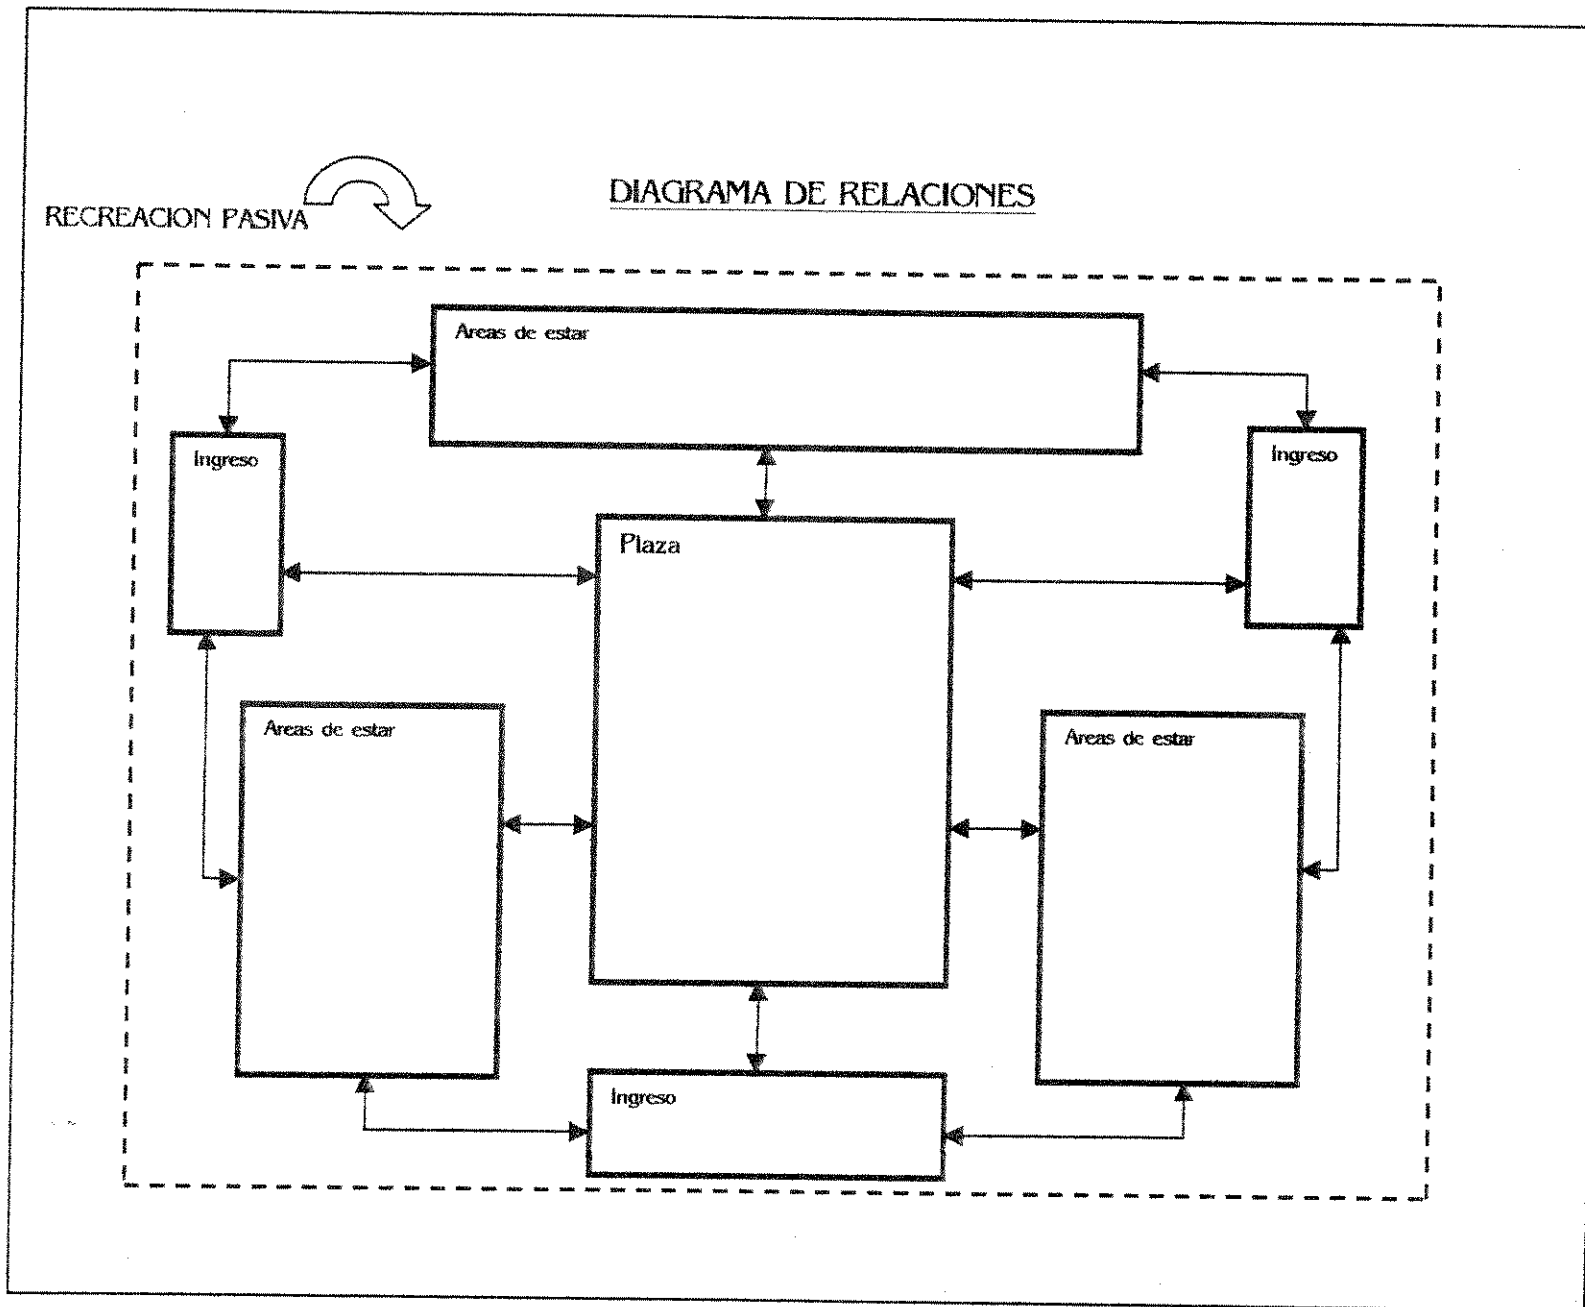 DIAGRAMA DE RELACIONES
RECREACION PASIVA
Areas de estar
Ingreso
Ingreso
Plaza
Areas de estar
Areas de estar
Ingreso